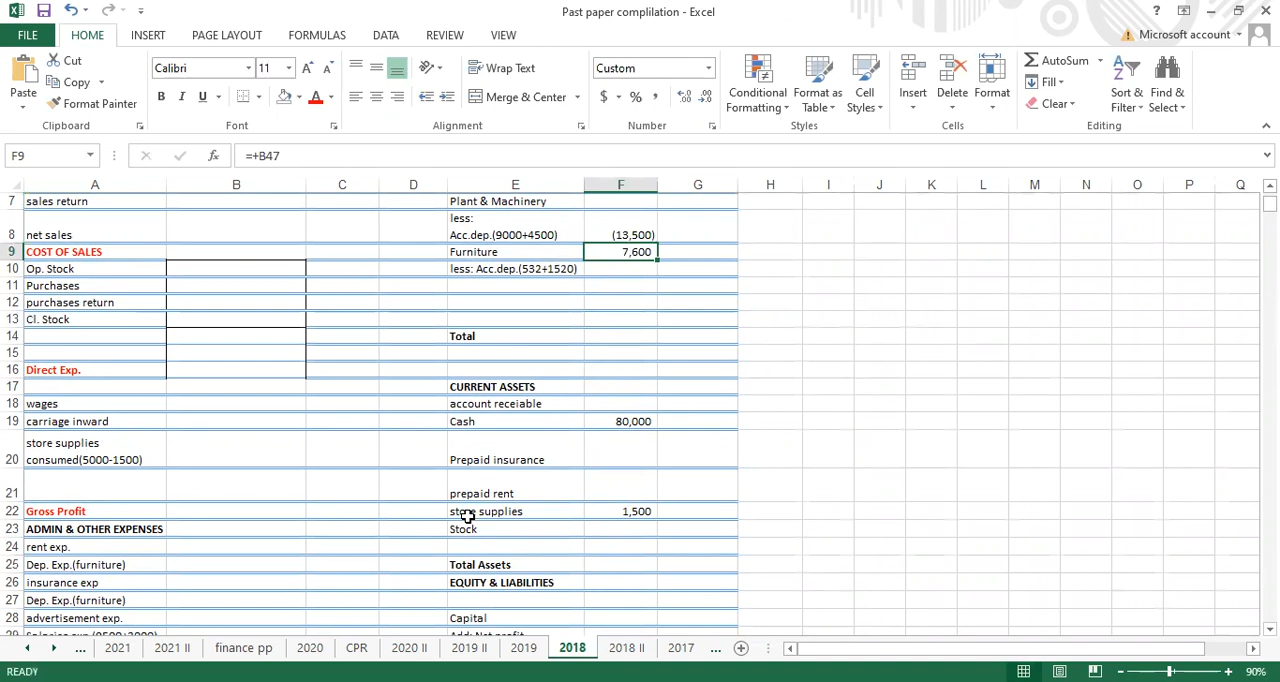 Past paper complilation - Excel
FILE HOME INSERT PAGE LAYOUT FORMULAS DATA REVIEW VIEW Microsoft account
Cut
Copy
Format Painter
Paste
Clipboard
Calibri 11
B I U
Font
Wrap Text
Merge & Center
Alignment
Custom
$ % ,
Number
Conditional Formatting
Format as Table
Cell Styles
Styles
Insert Delete Format
Cells
AutoSum
Fill
Clear
Sort & Filter
Find & Select
Editing
F9 =+B47
A B C D E F G H I J K L M N O P Q
7 sales return Plant & Machinery
less:
8 net sales Acc.dep.(9000+4500) (13,500)
9 COST OF SALES Furniture 7,600
10 Op. Stock less: Acc.dep.(532+1520)
11 Purchases
12 purchases return
13 Cl. Stock
14 Total
15
16 Direct Exp.
17 CURRENT ASSETS
18 wages account reciable
19 carriage inward Cash 80,000
store supplies
20 consumed(5000-1500) Prepaid insurance
21 prepaid rent
22 Gross Profit store supplies 1,500
23 ADMIN & OTHER EXPENSES Stock
24 rent exp.
25 Dep. Exp.(furniture) Total Assets
26 insurance exp EQUITY & LIABILITIES
27 Dep. Exp.(furniture)
28 advertisement exp. Capital
... 2021 2021 II finance pp 2020 CPR 2020 II 2019 II 2019 2018 2018 II 2017 ...
READY 90%